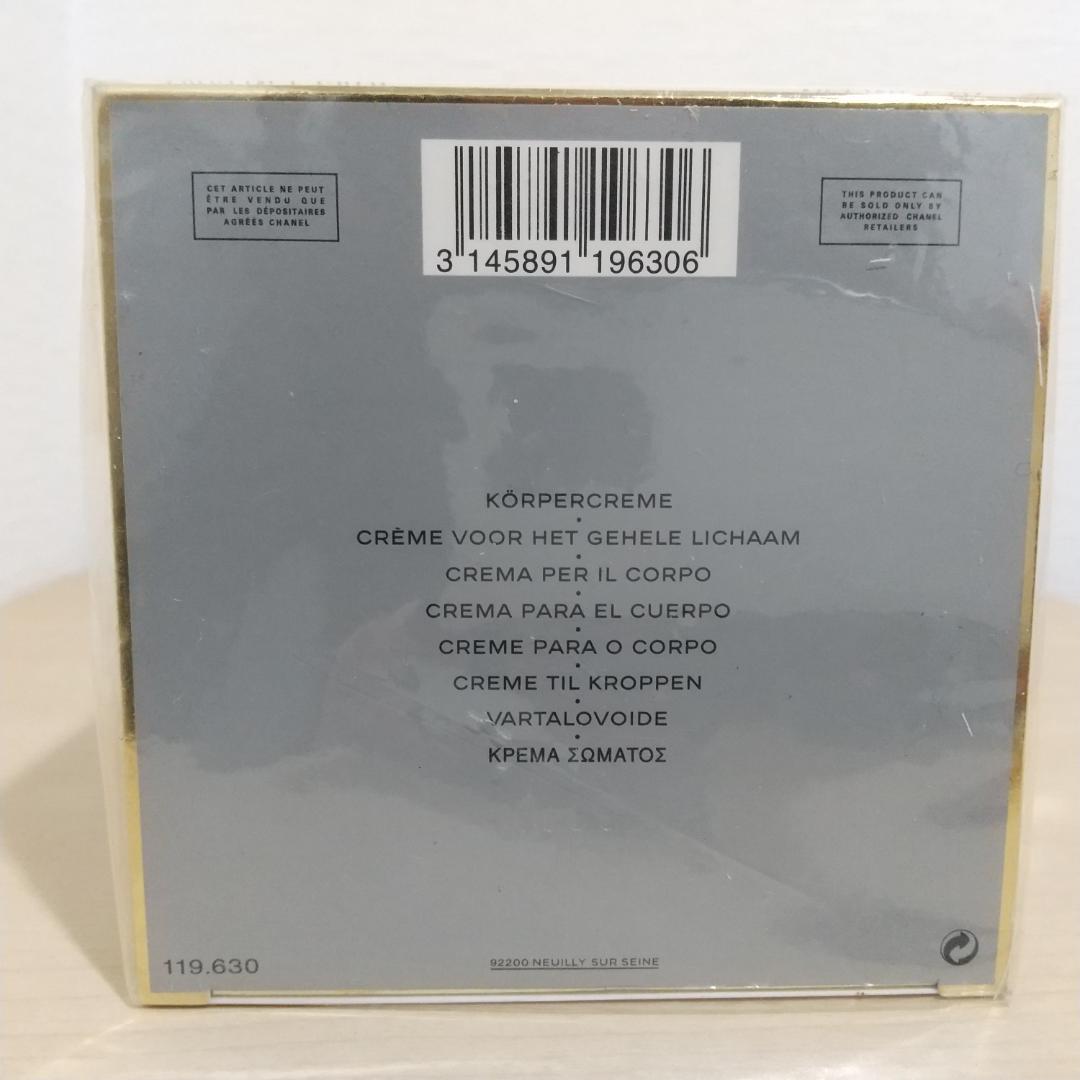 CET ARTICLE NE PEUT
ÊTRE VENDU QUE
PAR LES DÉPOSITAIRES
AGRÉÉS CHANEL
3 145891 196306
THIS PRODUCT CAN
BE SOLD ONLY BY
AUTHORIZED CHANEL
RETAILERS
KÖRPERCREME
CRÈME VOOR HET GEHELE LICHAAM
CREMA PER IL CORPO
CREMA PARA EL CUERPO
CREME PARA O CORPO
CREME TIL KROPPEN
VARTALOVOIDE
ΚΡΕΜΑ ΣΩΜΑΤΟΣ
119.630
92200 NEUILLY SUR SEINE